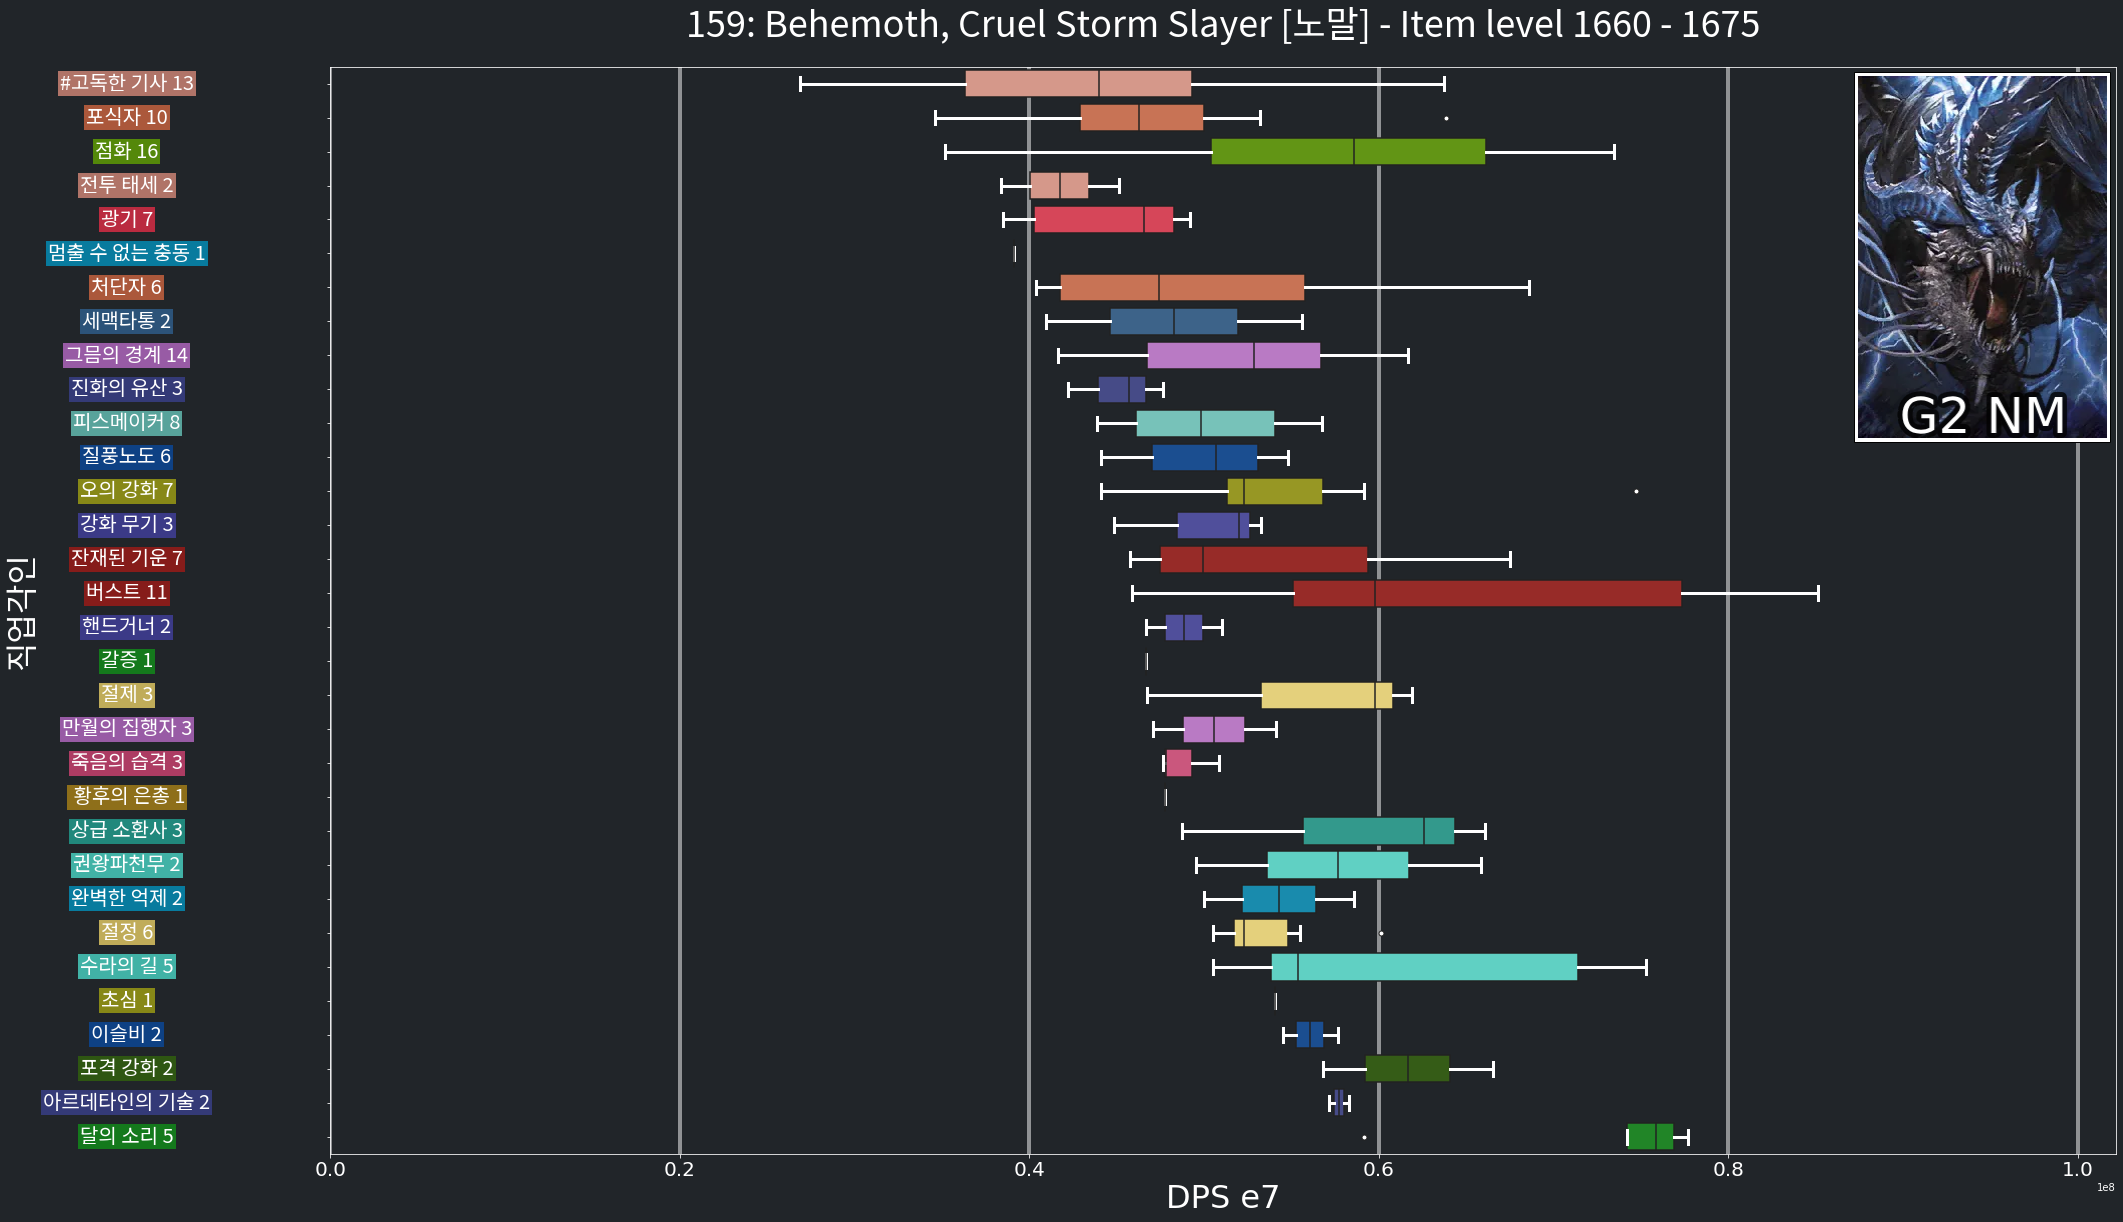 159: Behemoth, Cruel Storm Slayer [노말] - Item level 1660 - 1675
#고독한 기사 13
포식자 10
점화 16
전투 태세 2
광기 7
멈출 수 없는 충동 1
처단자 6
세맥타통 2
그믐의 경계 14
진화의 유산 3
피스메이커 8
질풍노도 6
오의 강화 7
강화 무기 3
잔재된 기운 7
버스트 11
핸드거너 2
갈증 1
절제 3
만월의 집행자 3
죽음의 습격 3
황후의 은총 1
상급 소환사 3
권왕파천무 2
완벽한 억제 2
절정 6
수라의 길 5
초심 1
이슬비 2
포격 강화 2
아르데타인의 기술 2
달의 소리 5
직업각인
G2 NM
0.0 0.2 0.4 0.6 0.8 1.0
1e8
DPS e7